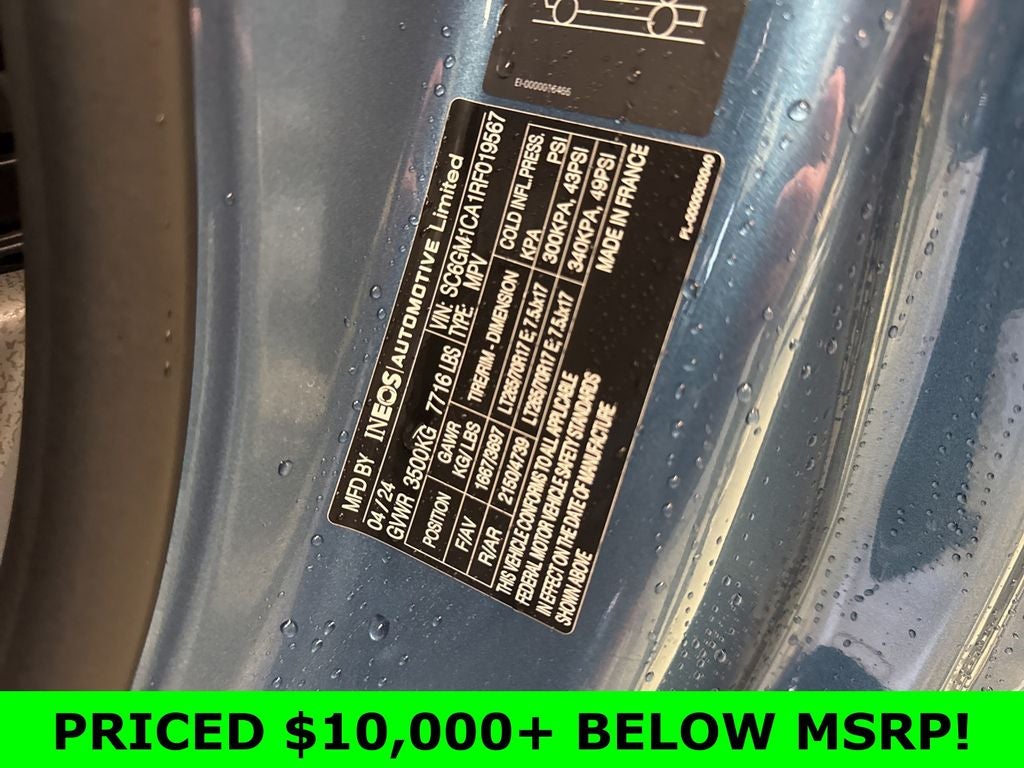 EI-0000016466
MFD BY INEOS AUTOMOTIVE Limited
04/24 VIN: SC6GM1CA1RF019567
GVWR 3500KG 7716 LBS TYPE: MPV
POSITION GAWR KG/LBS TIRE/RIM - DIMENSION COLD INFL.PRESS. KPA PSI
F/AV 1667/3697 LT265/70R17 E; 7.5Jx17 300KPA, 43PSI
R/AR 2150/4739 LT265/70R17 E; 7.5Jx17 340KPA, 49PSI
THIS VEHICLE CONFORMS TO ALL APPLICABLE MADE IN FRANCE
FEDERAL MOTOR VEHICLE SAFETY STANDARDS
IN EFFECT ON THE DATE OF MANUFACTURE
SHOWN ABOVE
PRICED $10,000+ BELOW MSRP!